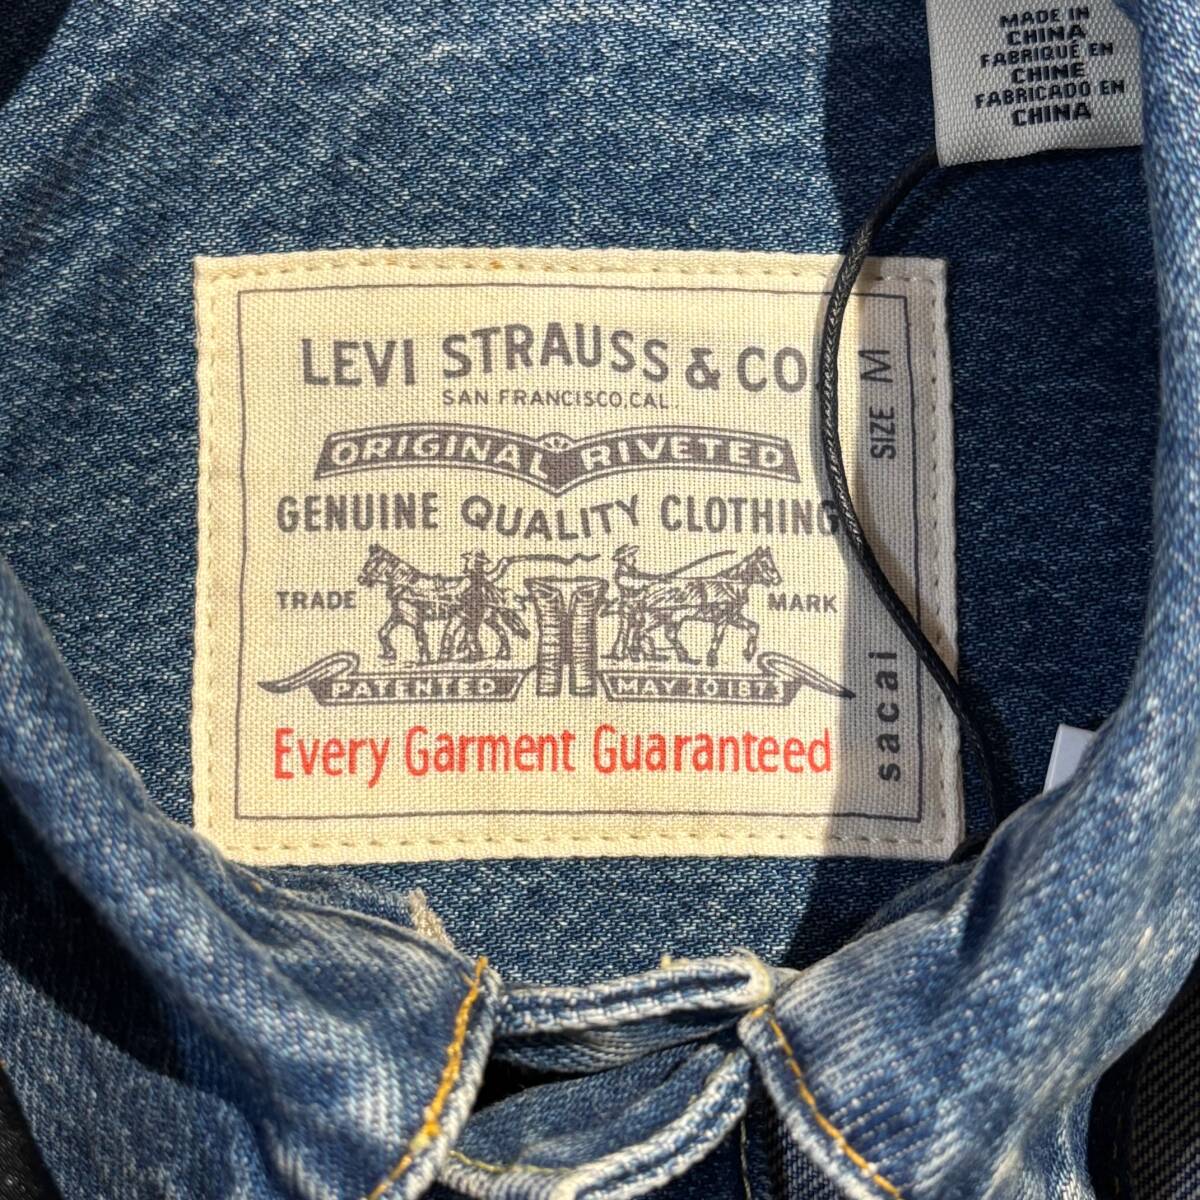 MADE IN
CHINA
FABRIQUÉ EN
CHINE
FABRICADO EN
CHINA
LEVI STRAUSS & CO.
SAN FRANCISCO, CAL.
ORIGINAL RIVETED
GENUINE QUALITY CLOTHING
TRADE MARK
PATENTED MAY 20 1873
Every Garment Guaranteed
SIZE M
sacai